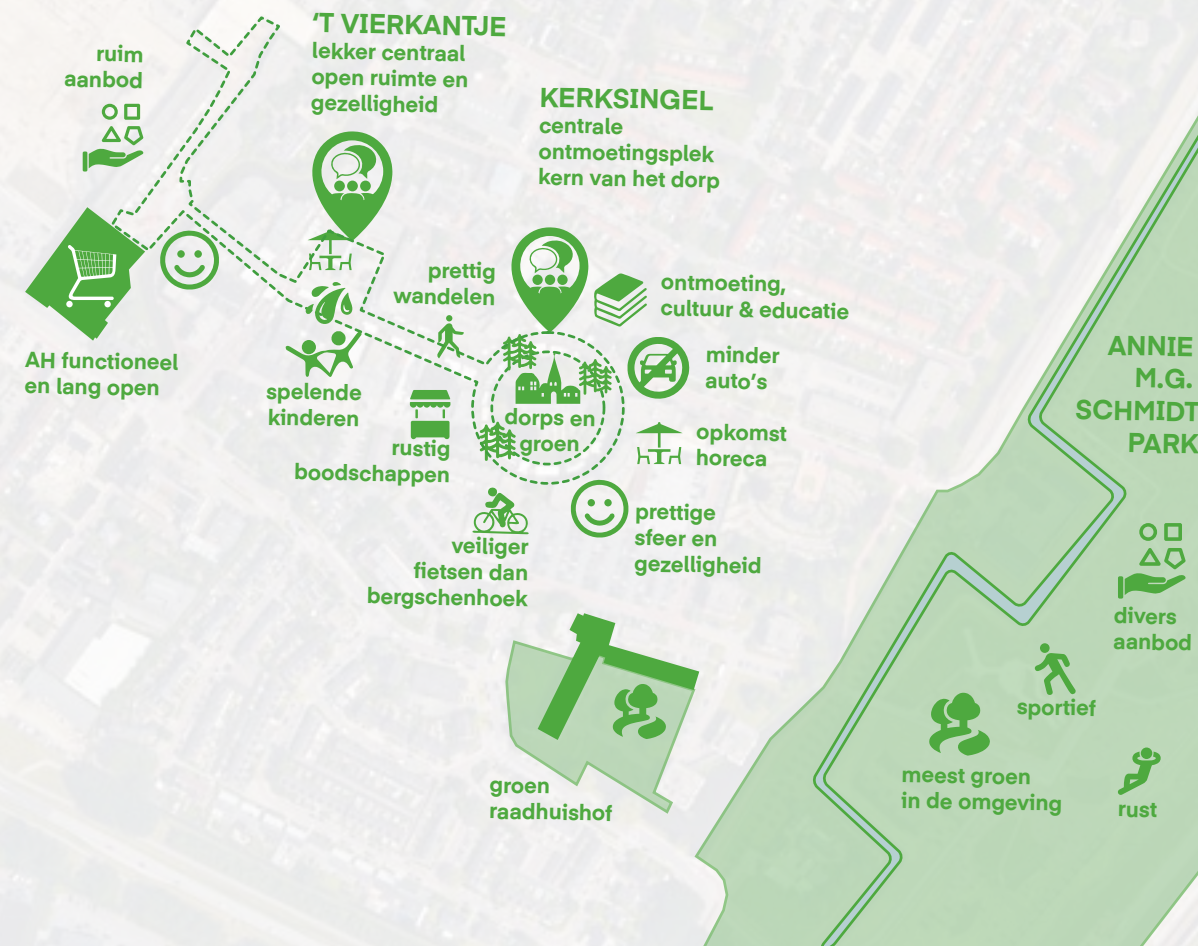 'T VIERKANTJE
lekker centraal
open ruimte en
gezelligheid
ruim
aanbod
KERKSINGEL
centrale
ontmoetingsplek
kern van het dorp
AH functioneel
en lang open
prettig
wandelen
ontmoeting,
cultuur & educatie
minder
auto's
spelende
kinderen
dorps en
groen
opkomst
horeca
rustig
boodschappen
prettige
sfeer en
gezelligheid
veiliger
fietsen dan
bergschenhoek
groen
raadhuishof
ANNIE
M.G.
SCHMIDT
PARK
divers
aanbod
sportief
meest groen
in de omgeving
rust